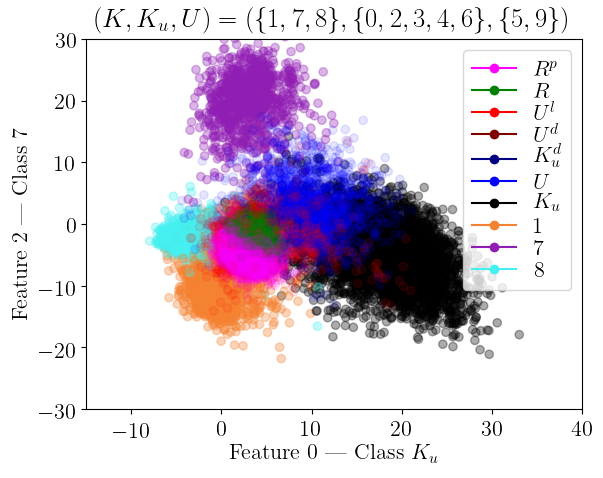 (K, K_u, U) = ({1, 7, 8}, {0, 2, 3, 4, 6}, {5, 9})
30
20
10
0
−10
−20
−30
Feature 2 — Class 7
R^p
R
U^l
U^d
K_u^d
U
K_u
1
7
8
−10 0 10 20 30 40
Feature 0 — Class K_u